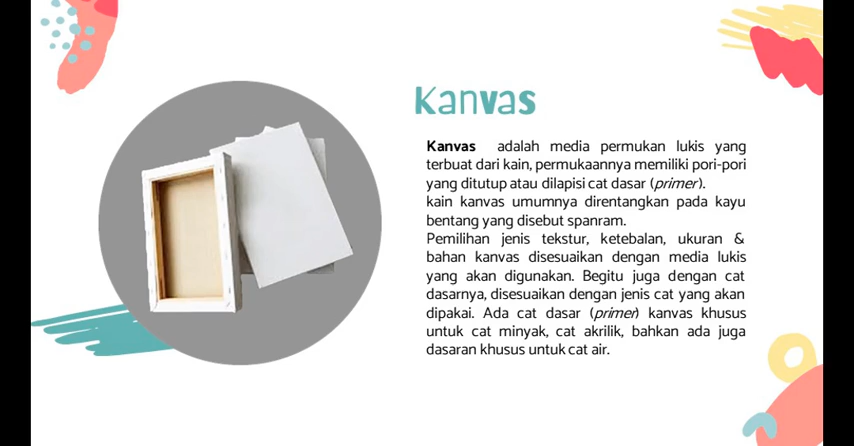 Kanvas
Kanvas adalah media permukan lukis yang
terbuat dari kain, permukaannya memiliki pori-pori
yang ditutup atau dilapisi cat dasar (primer).
kain kanvas umumnya direntangkan pada kayu
bentang yang disebut spanram.
Pemilihan jenis tekstur, ketebalan, ukuran &
bahan kanvas disesuaikan dengan media lukis
yang akan digunakan. Begitu juga dengan cat
dasarnya, disesuaikan dengan jenis cat yang akan
dipakai. Ada cat dasar (primer) kanvas khusus
untuk cat minyak, cat akrilik, bahkan ada juga
dasaran khusus untuk cat air.